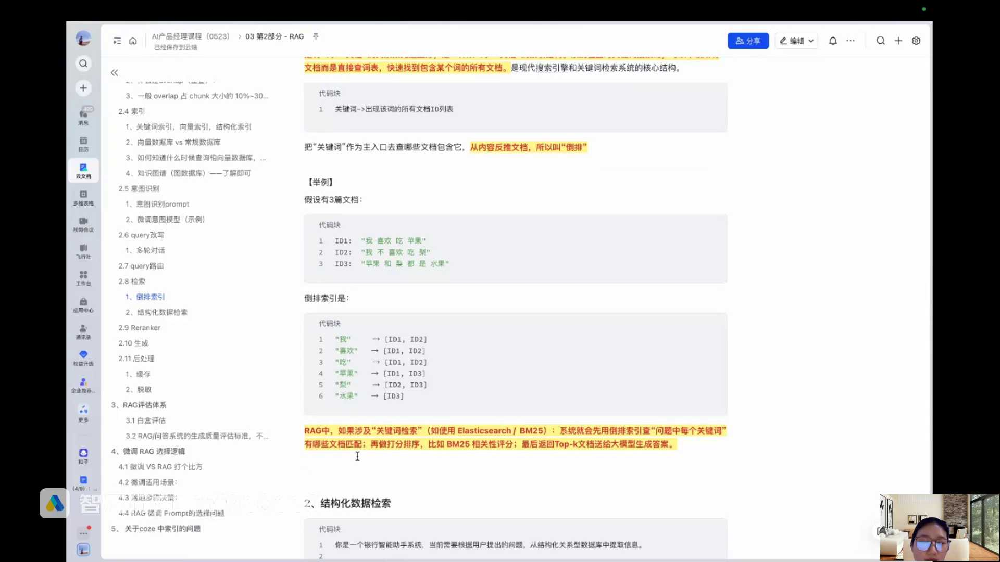 AI产品经理课程（0523） > 03 第2部分 - RAG
已经保存到云端
分享
编辑
409
消息
日历
云文档
多维表格
视频会议
飞行社
工作台
应用中心
通讯录
权益升级
企业推荐...
更多
扣子
(4/9) ： ...
3、一般 overlap 占 chunk 大小的 10%~30...
2.4 索引
1、关键词索引，向量索引，结构化索引
2、向量数据库 vs 常规数据库
3、如何知道什么时候查询相向量数据库，...
4、知识图谱（图数据库）——了解即可
2.5 意图识别
1、意图识别prompt
2、微调意图模型（示例）
2.6 query改写
1、多轮对话
2.7 query路由
2.8 检索
1、倒排索引
2、结构化数据检索
2.9 Reranker
2.10 生成
2.11 后处理
1、缓存
2、脱敏
3、RAG评估体系
3.1 白盒评估
3.2 RAG/问答系统的生成质量评估标准，不...
4、微调 RAG 选择逻辑
4.1 微调 VS RAG 打个比方
4.2 微调适用场景：
4.4 RAG 微调 Prompt的选择问题
5、 关于coze 中索引的问题
文档而是直接查词表，快速找到包含某个词的所有文档。是现代搜索引擎和关键词检索系统的核心结构。
代码块
1 关键词->出现该词的所有文档ID列表
把“关键词”作为主入口去查哪些文档包含它，从内容反推文档，所以叫“倒排”
【举例】
假设有3篇文档：
代码块
1 ID1: "我 喜欢 吃 苹果"
2 ID2: "我 不 喜欢 吃 梨"
3 ID3: "苹果 和 梨 都 是 水果"
倒排索引是：
代码块
1 "我" → [ID1, ID2]
2 "喜欢" → [ID1, ID2]
3 "吃" → [ID1, ID2]
4 "苹果" → [ID1, ID3]
5 "梨" → [ID2, ID3]
6 "水果" → [ID3]
RAG中，如果涉及“关键词检索”（如使用 Elasticsearch / BM25）：系统就会先用倒排索引查“问题中每个关键词”
有哪些文档匹配；再做打分排序，比如 BM25 相关性评分；最后返回Top-k文档送给大模型生成答案。
2、结构化数据检索
代码块
1 你是一个银行智能助手系统，当前需要根据用户提出的问题，从结构化关系型数据库中提取信息。
2